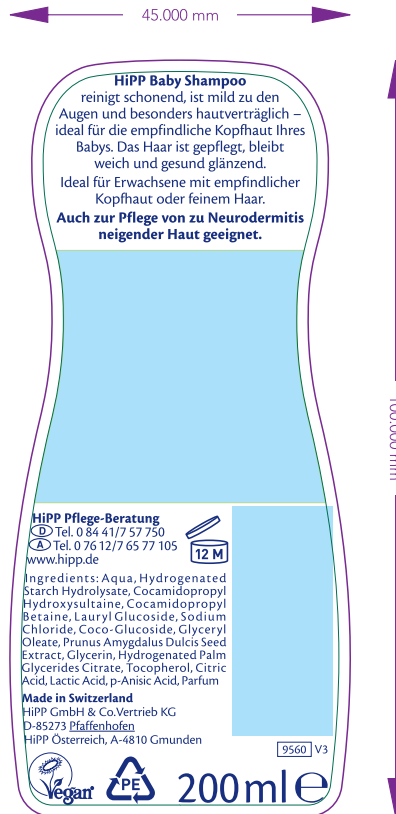 45.000 mm
HiPP Baby Shampoo
reinigt schonend, ist mild zu den
Augen und besonders hautverträglich –
ideal für die empfindliche Kopfhaut Ihres
Babys. Das Haar ist gepflegt, bleibt
weich und gesund glänzend.
Ideal für Erwachsene mit empfindlicher
Kopfhaut oder feinem Haar.
Auch zur Pflege von zu Neurodermitis
neigender Haut geeignet.
HiPP Pflege-Beratung
D Tel. 0 84 41/7 57 750
A Tel. 0 76 12/7 65 77 105
www.hipp.de
12 M
Ingredients: Aqua, Hydrogenated
Starch Hydrolysate, Cocamidopropyl
Hydroxysultaine, Cocamidopropyl
Betaine, Lauryl Glucoside, Sodium
Chloride, Coco-Glucoside, Glyceryl
Oleate, Prunus Amygdalus Dulcis Seed
Extract, Glycerin, Hydrogenated Palm
Glycerides Citrate, Tocopherol, Citric
Acid, Lactic Acid, p-Anisic Acid, Parfum
Made in Switzerland
HiPP GmbH & Co.Vertrieb KG
D-85273 Pfaffenhofen
HiPP Österreich, A-4810 Gmunden
9560 V3
Vegan
PE
200 ml e
mm